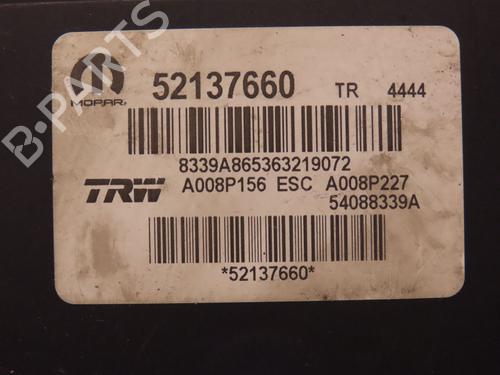 52137660 TR 4444
MOPAR
8339A865363219072
TRW A008P156 ESC A008P227
54088339A
*52137660*
B-PARTS